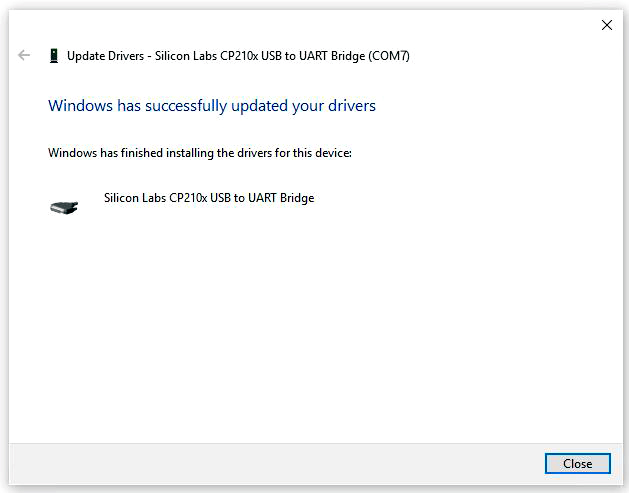 Update Drivers - Silicon Labs CP210x USB to UART Bridge (COM7)
Windows has successfully updated your drivers
Windows has finished installing the drivers for this device:
Silicon Labs CP210x USB to UART Bridge
Close